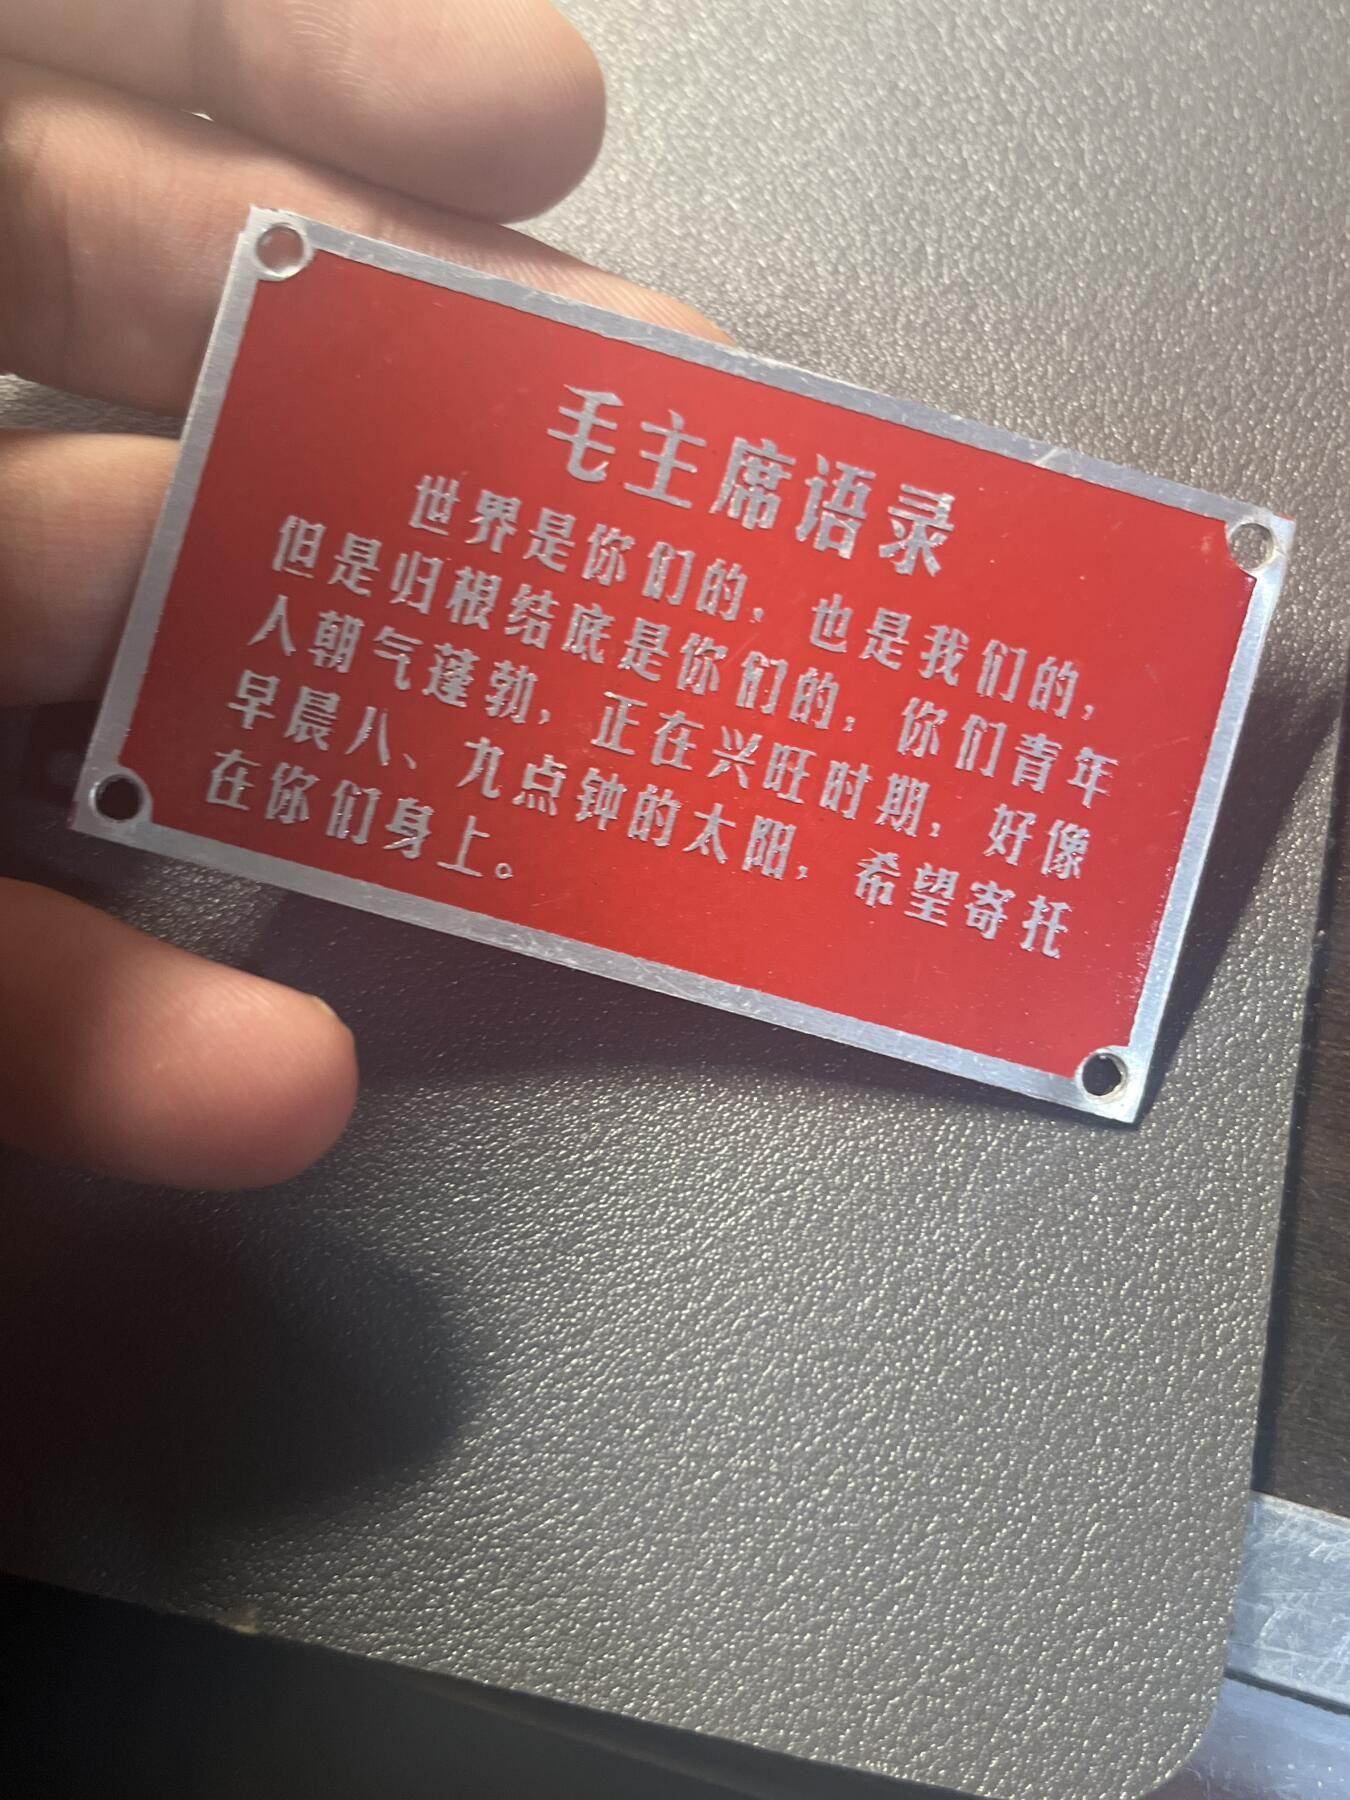 毛主席语录
世界是你们的，也是我们的，
但是归根结底是你们的，你们青年
人朝气蓬勃，正在兴旺时期，好像
早晨八、九点钟的太阳，希望寄托
在你们身上。